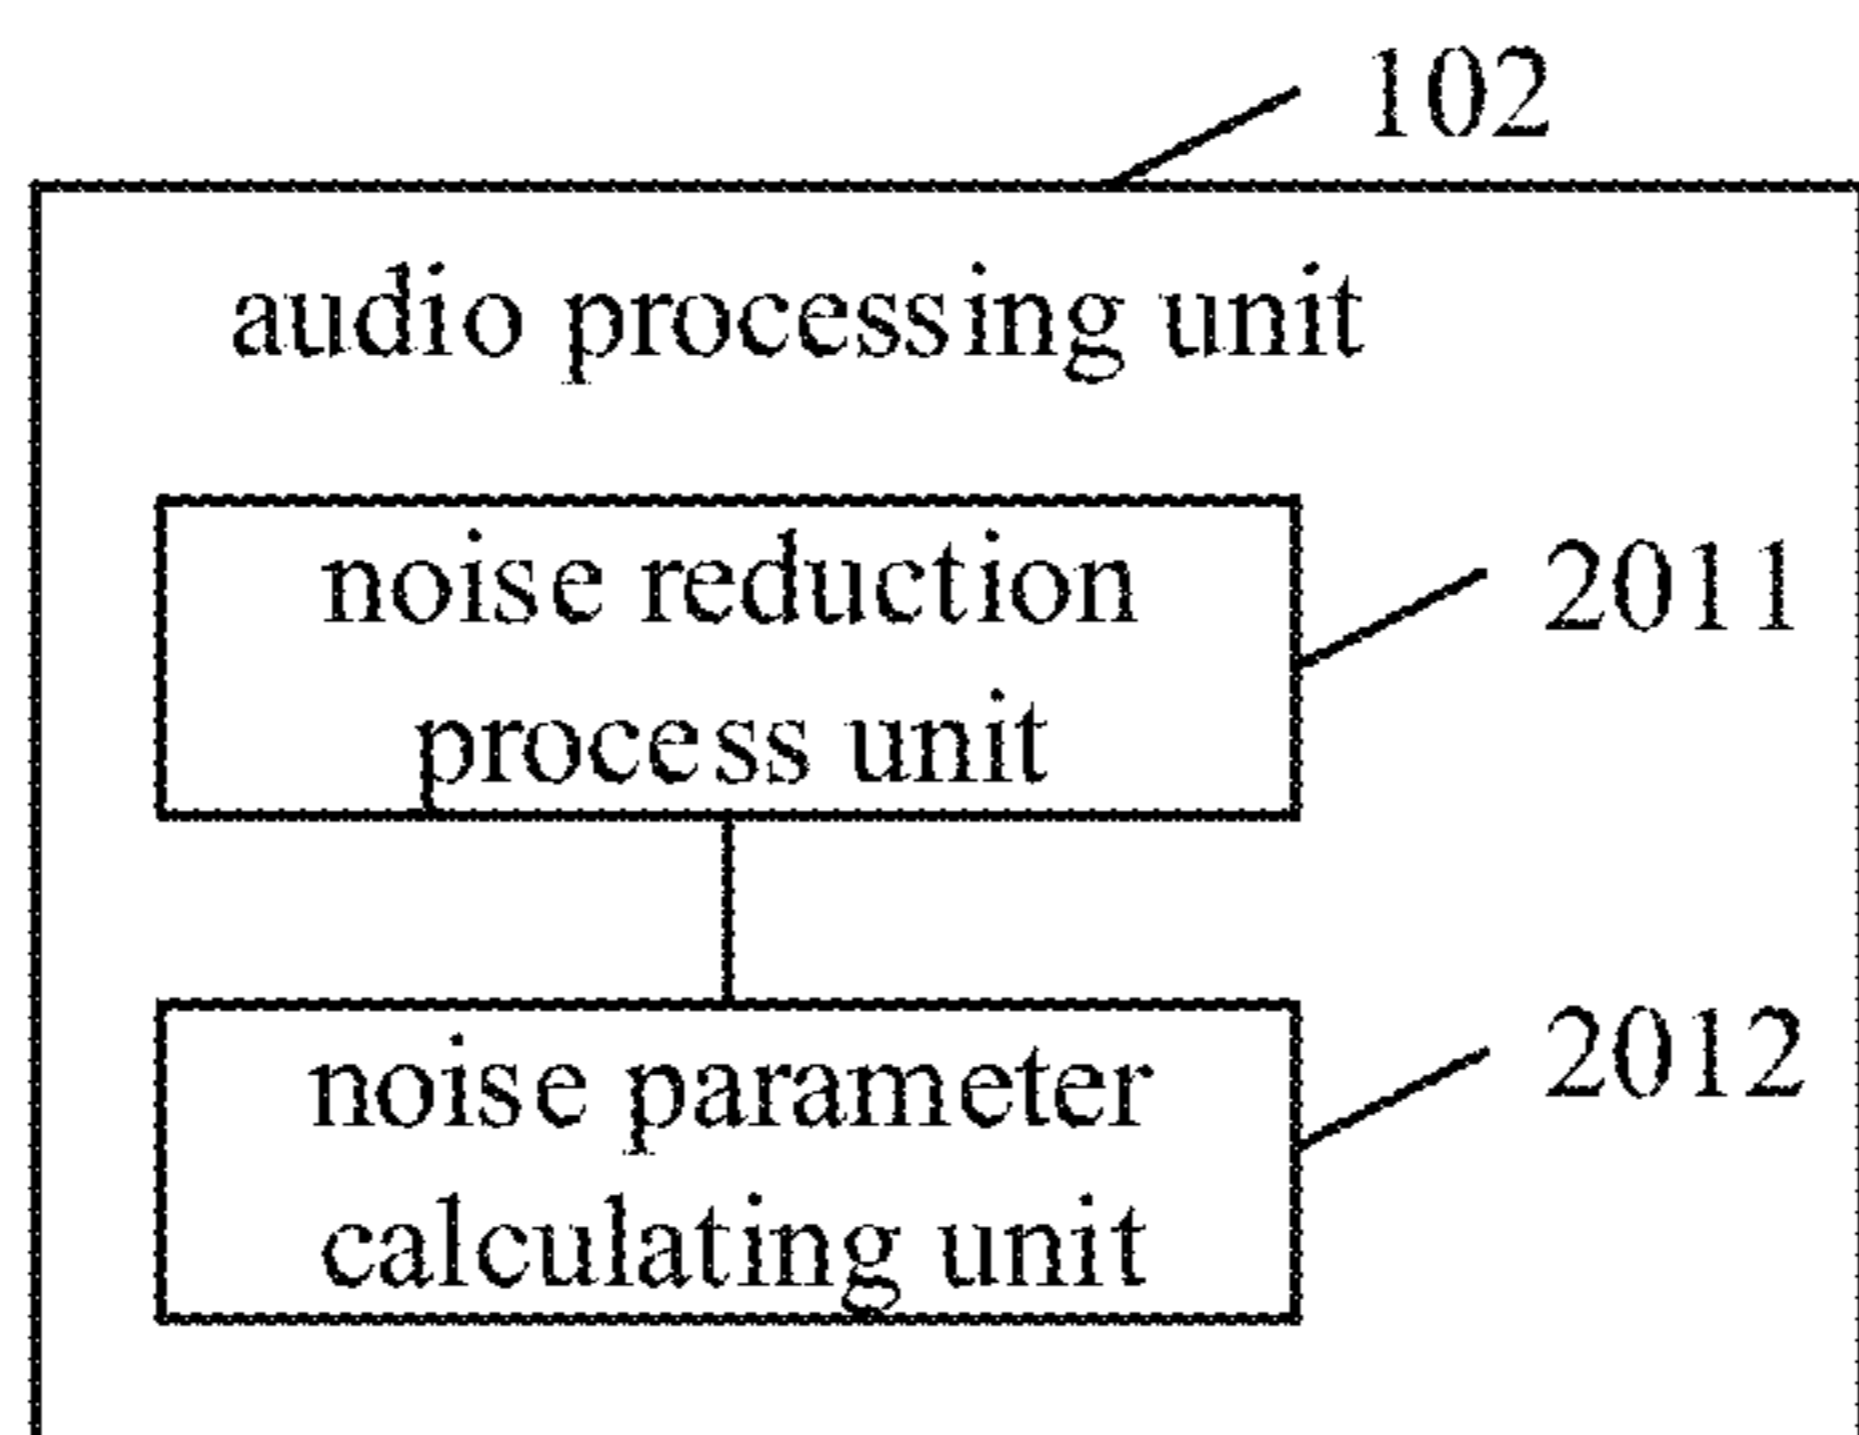 102
audio processing unit
noise reduction
process unit
2011
noise parameter
calculating unit
2012